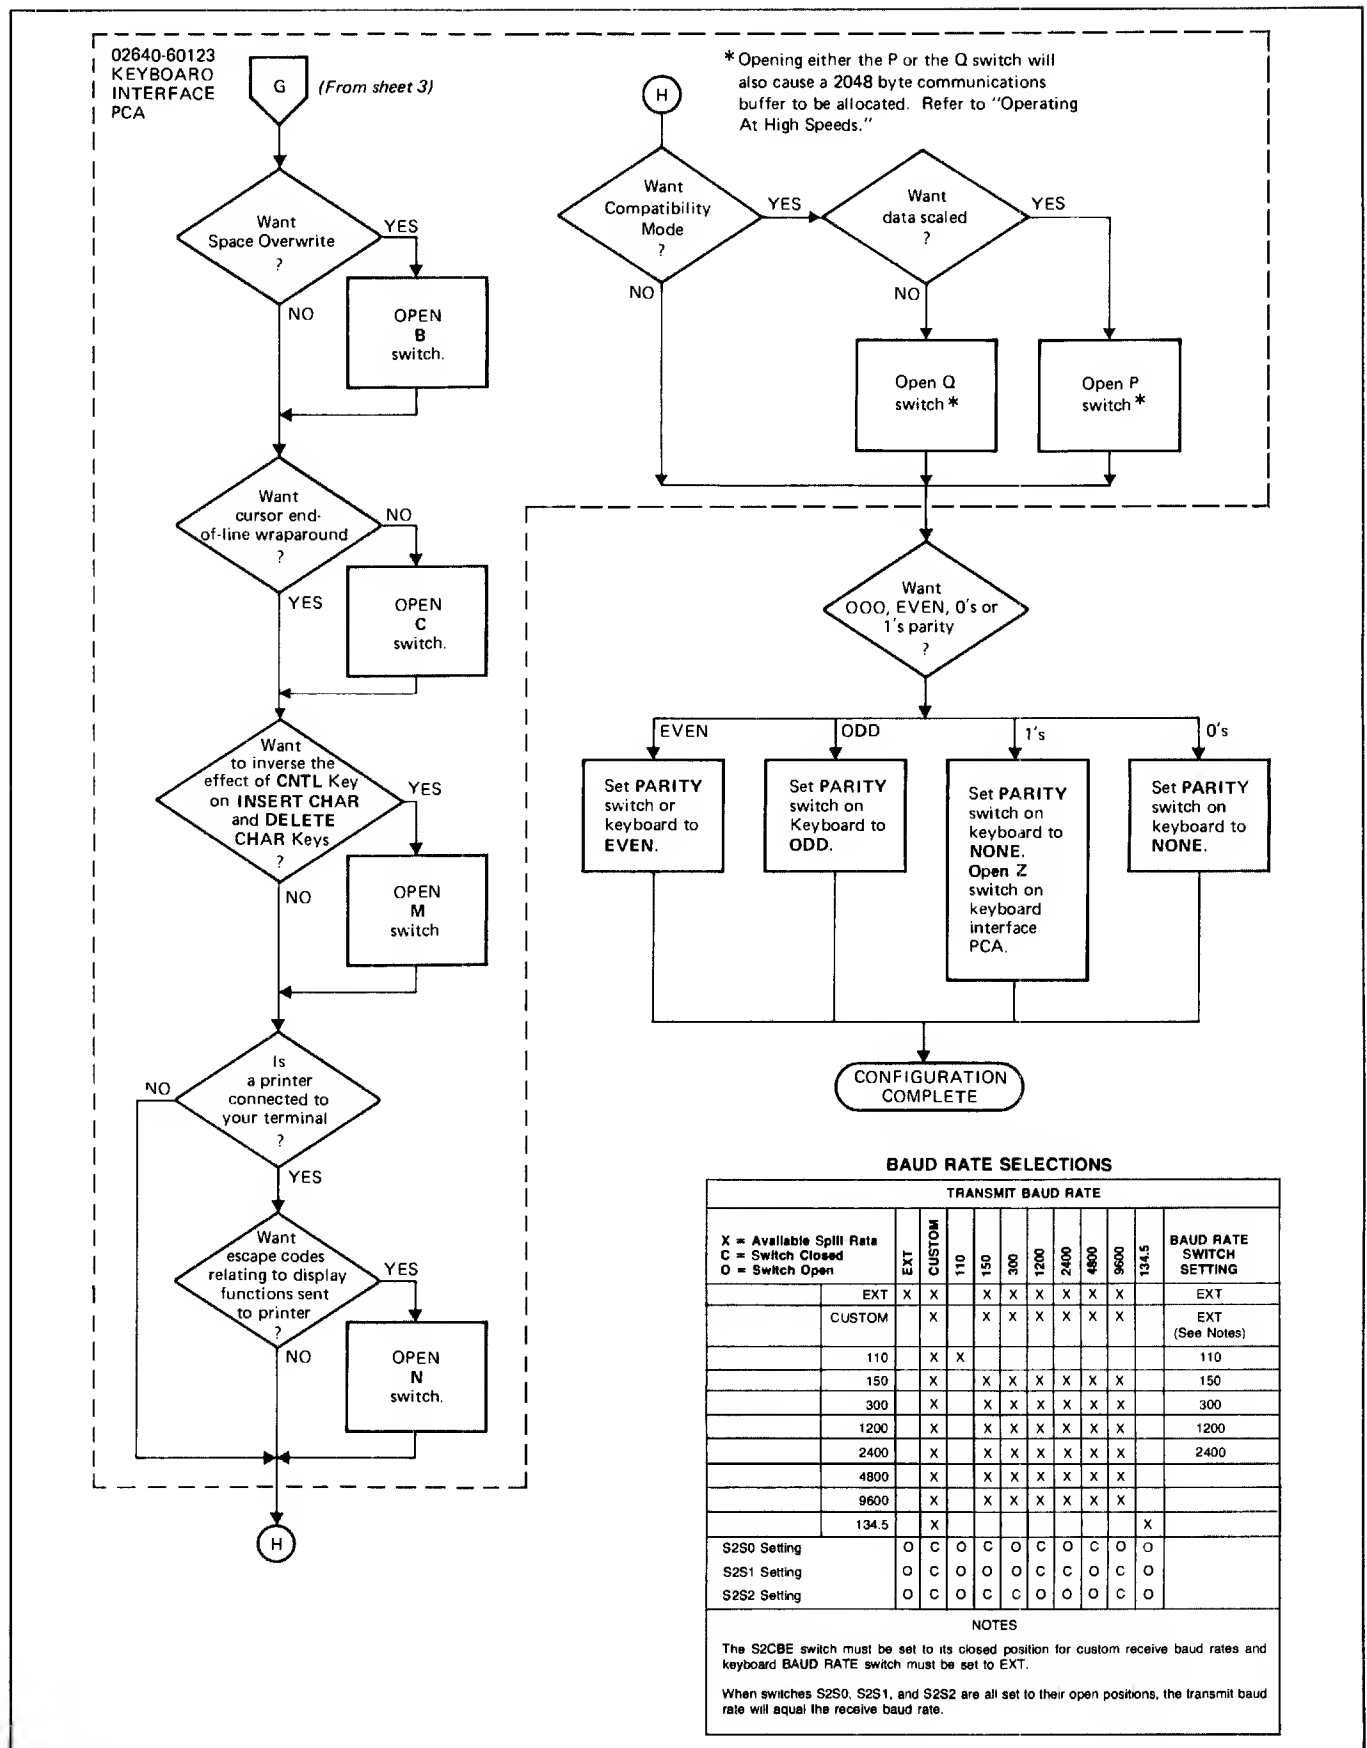 02640-60123
KEYBOARO
INTERFACE
PCA
G
(From sheet 3)
Want
Space Overwrite
?
YES
NO
OPEN
B
switch.
Want
cursor end-
of-line wraparound
?
NO
YES
OPEN
C
switch.
Want
to inverse the
effect of CNTL Key
on INSERT CHAR
and DELETE
CHAR Keys
?
YES
NO
OPEN
M
switch
Is
a printer
connected to
your terminal
?
NO
YES
Want
escape codes
relating to display
functions sent
to printer
?
YES
NO
OPEN
N
switch.
H
* Opening either the P or the Q switch will
also cause a 2048 byte communications
buffer to be allocated. Refer to "Operating
At High Speeds."
H
Want
Compatibility
Mode
?
YES
NO
Want
data scaled
?
YES
NO
Open Q
switch *
Open P
switch *
Want
OOO, EVEN, 0's or
1's parity
?
EVEN
ODD
1's
0's
Set PARITY
switch or
keyboard to
EVEN.
Set PARITY
switch on
Keyboard to
ODD.
Set PARITY
switch on
keyboard to
NONE.
Open Z
switch on
keyboard
interface
PCA.
Set PARITY
switch on
keyboard to
NONE.
CONFIGURATION
COMPLETE
BAUD RATE SELECTIONS
TRANSMIT BAUD RATE
X = Available Split Rata
C = Switch Closed
O = Switch Open
EXT CUSTOM 110 150 300 1200 2400 4800 9600 134.5
BAUD RATE
SWITCH
SETTING
EXT X X X X X X X X EXT
CUSTOM X X X X X X X EXT
(See Notes)
110 X X 110
150 X X X X X X X 150
300 X X X X X X X 300
1200 X X X X X X X 1200
2400 X X X X X X X 2400
4800 X X X X X X X
9600 X X X X X X X
134.5 X X
S2S0 Setting O C O C O C O C O O
S2S1 Setting O C O O O C C O C O
S2S2 Setting O C O C C O O O C O
NOTES
The S2CBE switch must be set to its closed position for custom receive baud rates and
keyboard BAUD RATE switch must be set to EXT.
When switches S2S0, S2S1, and S2S2 are all set to their open positions, the transmit baud
rate will aqual lhe receive baud rate.